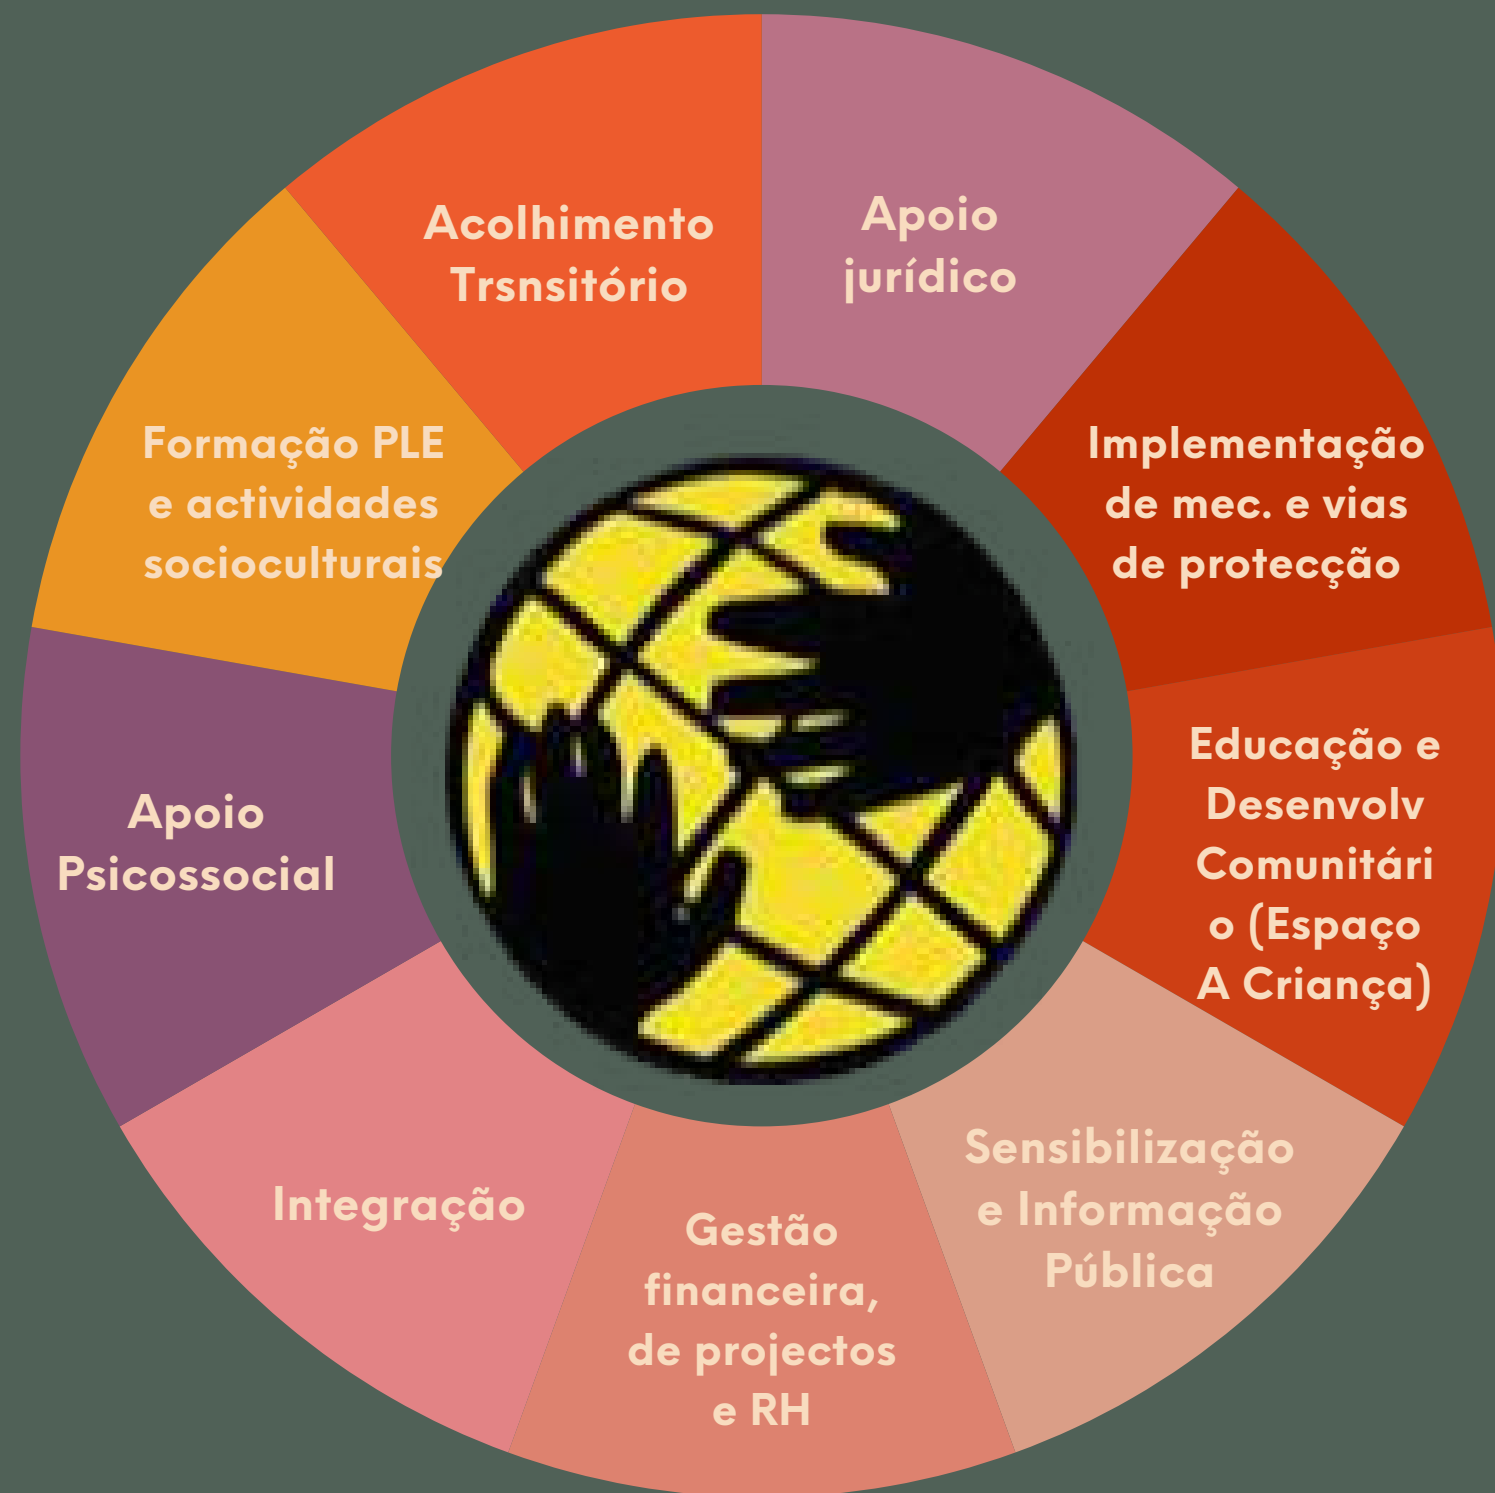 Apoio
jurídico
Implementação
de mec. e vias
de protecção
Educação e
Desenvolv
Comunitári
o (Espaço
A Criança)
Sensibilização
e Informação
Pública
Gestão
financeira,
de projectos
e RH
Integração
Apoio
Psicossocial
Formação PLE
e actividades
socioculturais
Acolhimento
Trsnsitório